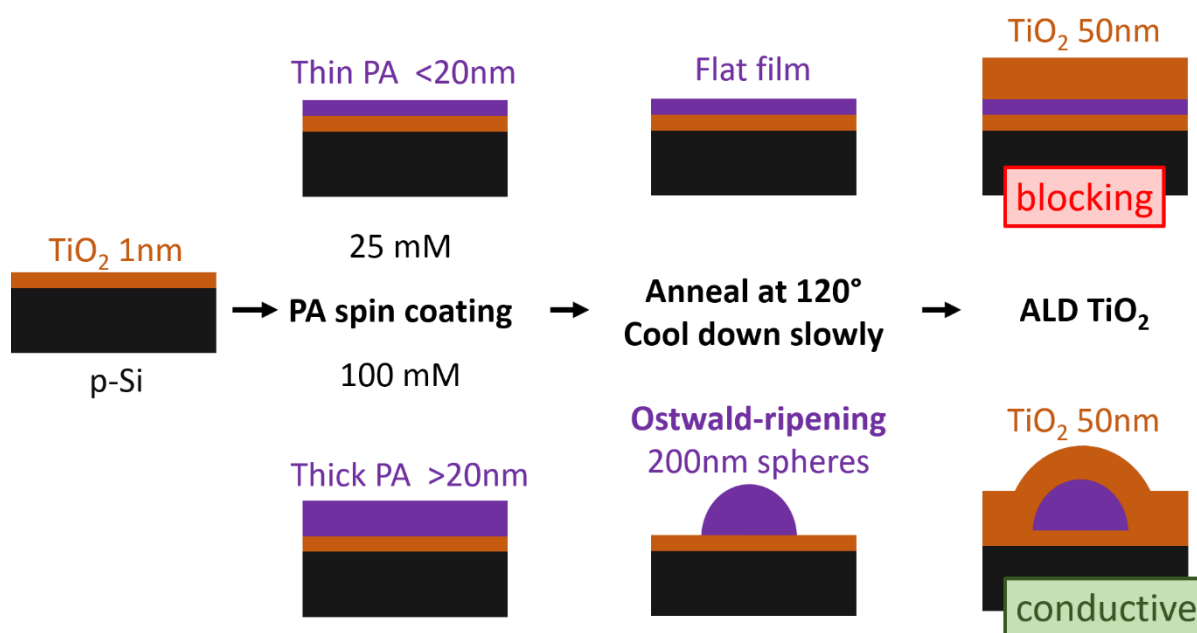 Thin PA <20nm
Flat film
TiO₂ 50nm
blocking
25 mM
TiO₂ 1nm
PA spin coating
Anneal at 120°
Cool down slowly
ALD TiO₂
p-Si
100 mM
Ostwald-ripening
200nm spheres
TiO₂ 50nm
Thick PA >20nm
conductive